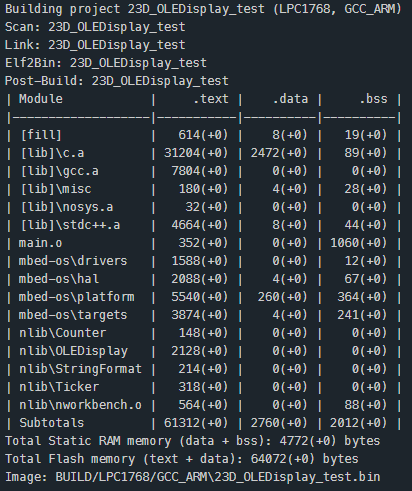 Building project 23D_OLEDisplay_test (LPC1768, GCC_ARM)
Scan: 23D_OLEDisplay_test
Link: 23D_OLEDisplay_test
Elf2Bin: 23D_OLEDisplay_test
Post-Build: 23D_OLEDisplay_test
| Module             |     .text |    .data |     .bss |
|--------------------|-----------|----------|----------|
| [fill]             |   614(+0) |    8(+0) |   19(+0) |
| [lib]\c.a          | 31204(+0) | 2472(+0) |   89(+0) |
| [lib]\gcc.a        |  7804(+0) |    0(+0) |    0(+0) |
| [lib]\misc         |   180(+0) |    4(+0) |   28(+0) |
| [lib]\nosys.a      |    32(+0) |    0(+0) |    0(+0) |
| [lib]\stdc++.a     |  4664(+0) |    8(+0) |   44(+0) |
| main.o             |   352(+0) |    0(+0) | 1060(+0) |
| mbed-os\drivers    |  1588(+0) |    0(+0) |   12(+0) |
| mbed-os\hal        |  2088(+0) |    4(+0) |   67(+0) |
| mbed-os\platform   |  5540(+0) |  260(+0) |  364(+0) |
| mbed-os\targets    |  3874(+0) |    4(+0) |  241(+0) |
| nlib\Counter       |   148(+0) |    0(+0) |    0(+0) |
| nlib\OLEDisplay    |  2128(+0) |    0(+0) |    0(+0) |
| nlib\StringFormat  |   214(+0) |    0(+0) |    0(+0) |
| nlib\Ticker        |   318(+0) |    0(+0) |    0(+0) |
| nlib\nworkbench.o  |   564(+0) |    0(+0) |   88(+0) |
| Subtotals          | 61312(+0) | 2760(+0) | 2012(+0) |
Total Static RAM memory (data + bss): 4772(+0) bytes
Total Flash memory (text + data): 64072(+0) bytes
Image: BUILD/LPC1768/GCC_ARM\23D_OLEDisplay_test.bin